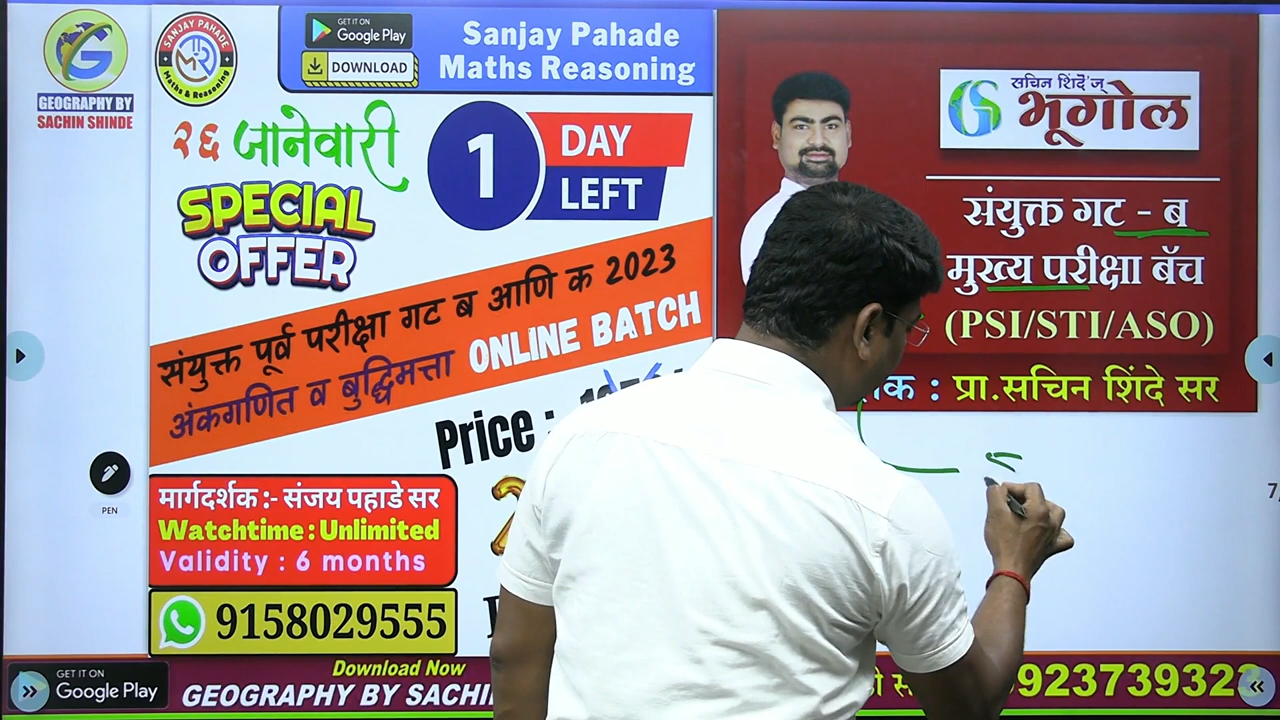 GEOGRAPHY BY
SACHIN SHINDE
SANJAY PAHADE
Maths & Reasoning
GET IT ON
Google Play
DOWNLOAD
Sanjay Pahade
Maths Reasoning
२६ जानेवारी
SPECIAL
OFFER
1
DAY
LEFT
संयुक्त पूर्व परीक्षा गट ब आणि क 2023
अंकगणित व बुद्धिमत्ता ONLINE BATCH
Price :
मार्गदर्शक :- संजय पहाडे सर
Watchtime : Unlimited
Validity : 6 months
9158029555
सचिन शिंदे'ज्
भूगोल
संयुक्त गट - ब
मुख्य परीक्षा बॅच
(PSI/STI/ASO)
: प्रा.सचिन शिंदे सर
PEN
GET IT ON
Google Play
Download Now
GEOGRAPHY BY